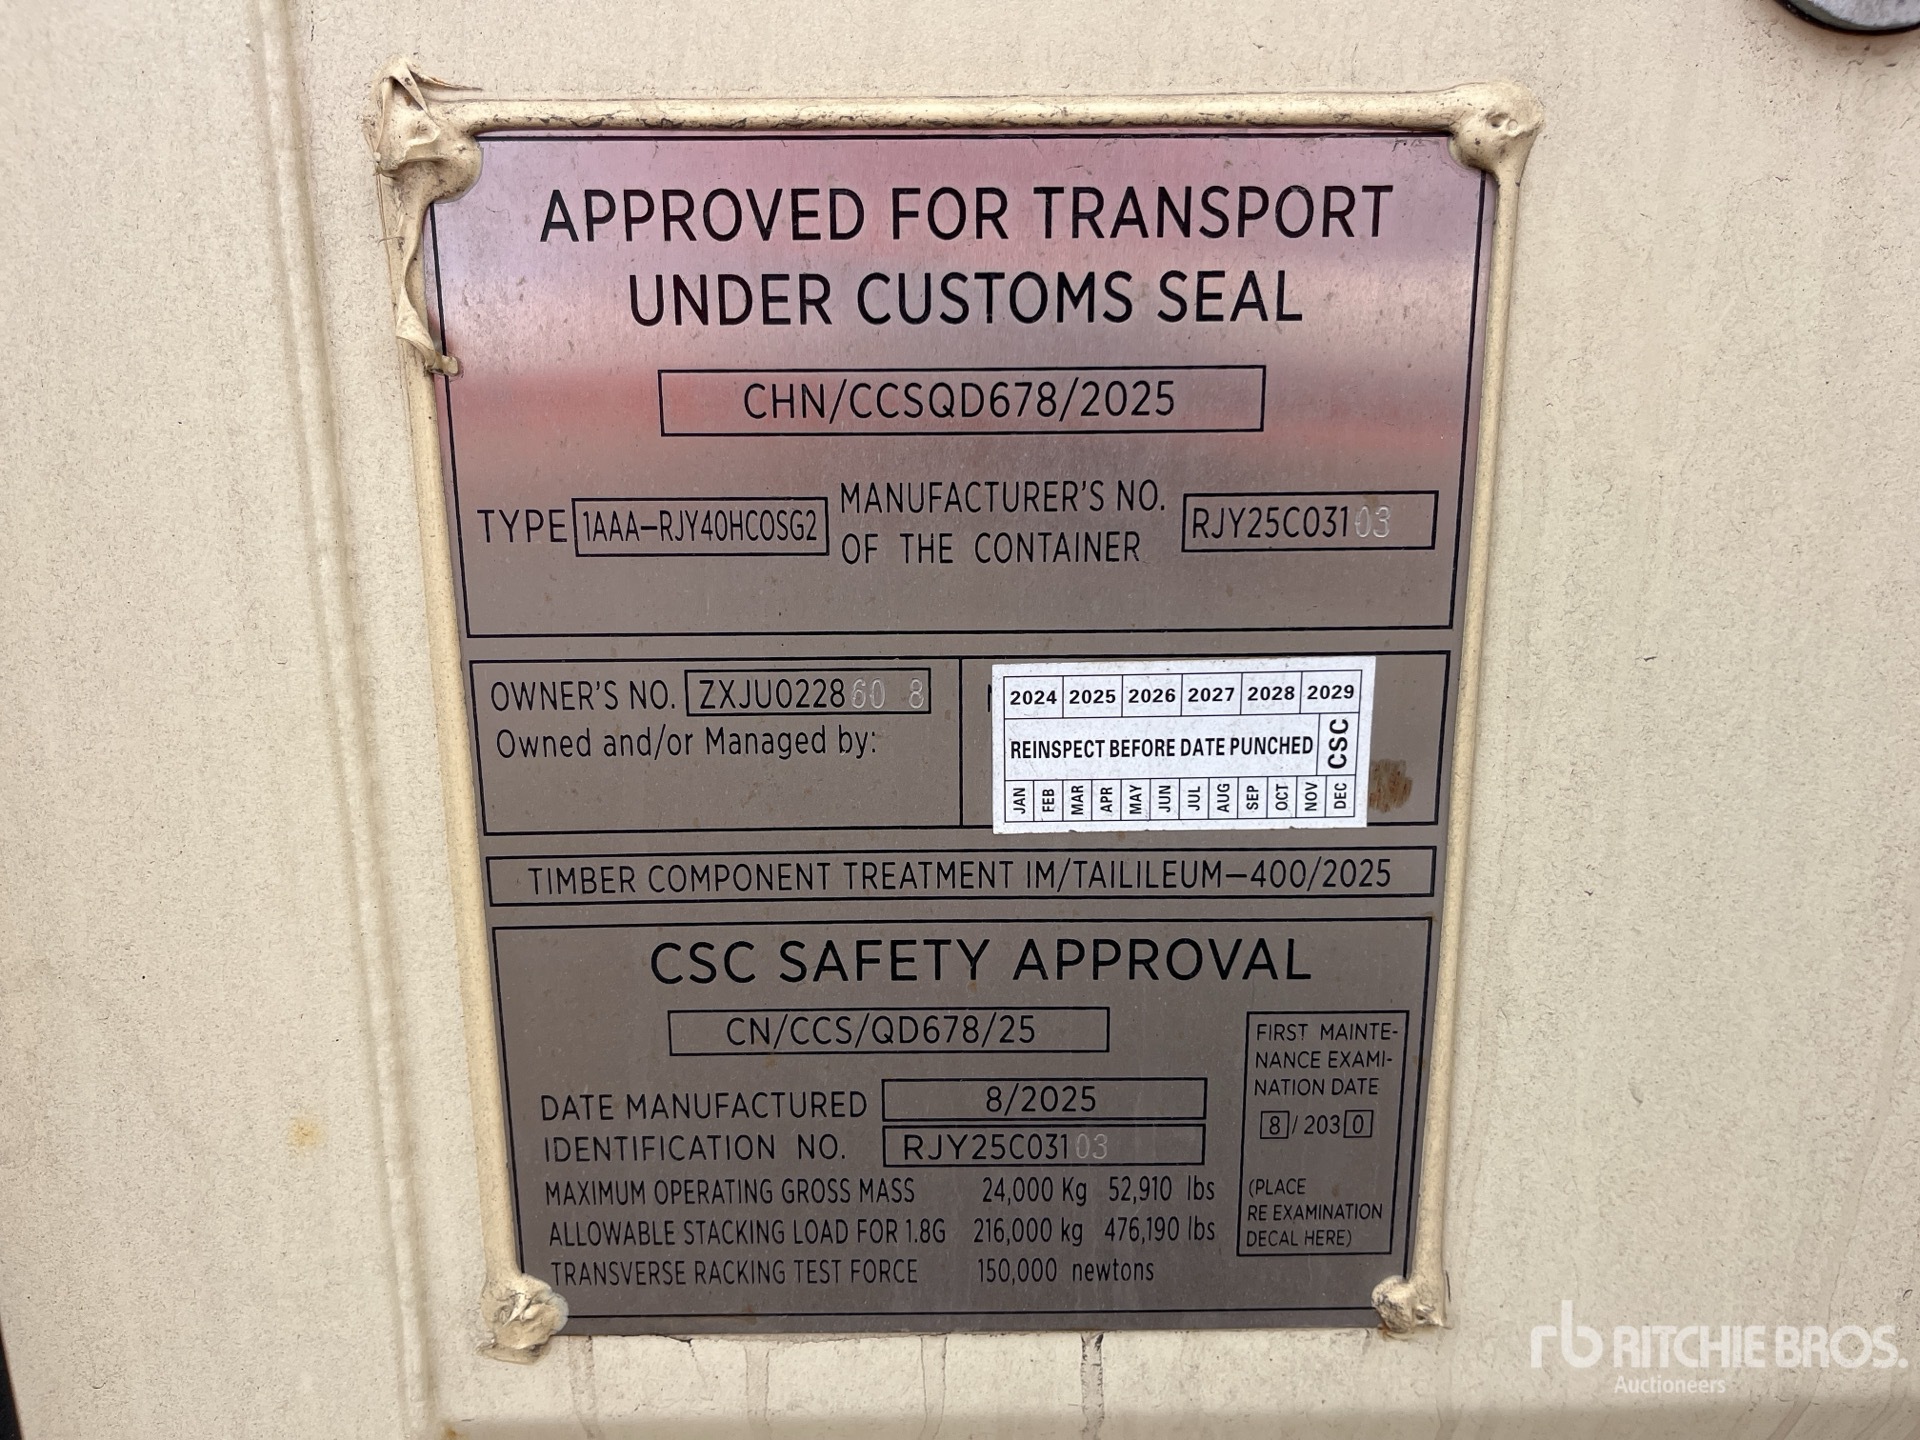 APPROVED FOR TRANSPORT
UNDER CUSTOMS SEAL
CHN/CCSQD678/2025
TYPE 1AAA-RJY40HCOSG2 MANUFACTURER'S NO. OF THE CONTAINER RJY25C03103
OWNER'S NO. ZXJU022860 8
Owned and/or Managed by:
2024 2025 2026 2027 2028 2029
REINSPECT BEFORE DATE PUNCHED CSC
JAN FEB MAR APR MAY JUN JUL AUG SEP OCT NOV DEC
TIMBER COMPONENT TREATMENT IM/TAILILEUM-400/2025
CSC SAFETY APPROVAL
CN/CCS/QD678/25
DATE MANUFACTURED 8/2025
IDENTIFICATION NO. RJY25C03103
MAXIMUM OPERATING GROSS MASS 24,000 Kg 52,910 lbs
ALLOWABLE STACKING LOAD FOR 1.8G 216,000 kg 476,190 lbs
TRANSVERSE RACKING TEST FORCE 150,000 newtons
FIRST MAINTE-
NANCE EXAMI-
NATION DATE
8/2030
(PLACE
RE EXAMINATION
DECAL HERE)
rb RITCHIE BROS.
Auctioneers